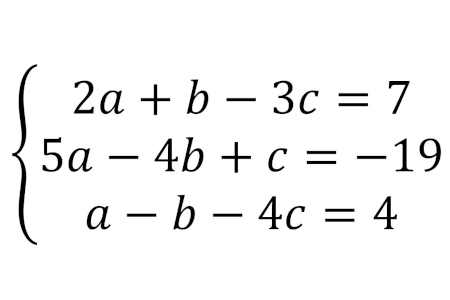 2a + b − 3c = 7
5a − 4b + c = −19
a − b − 4c = 4